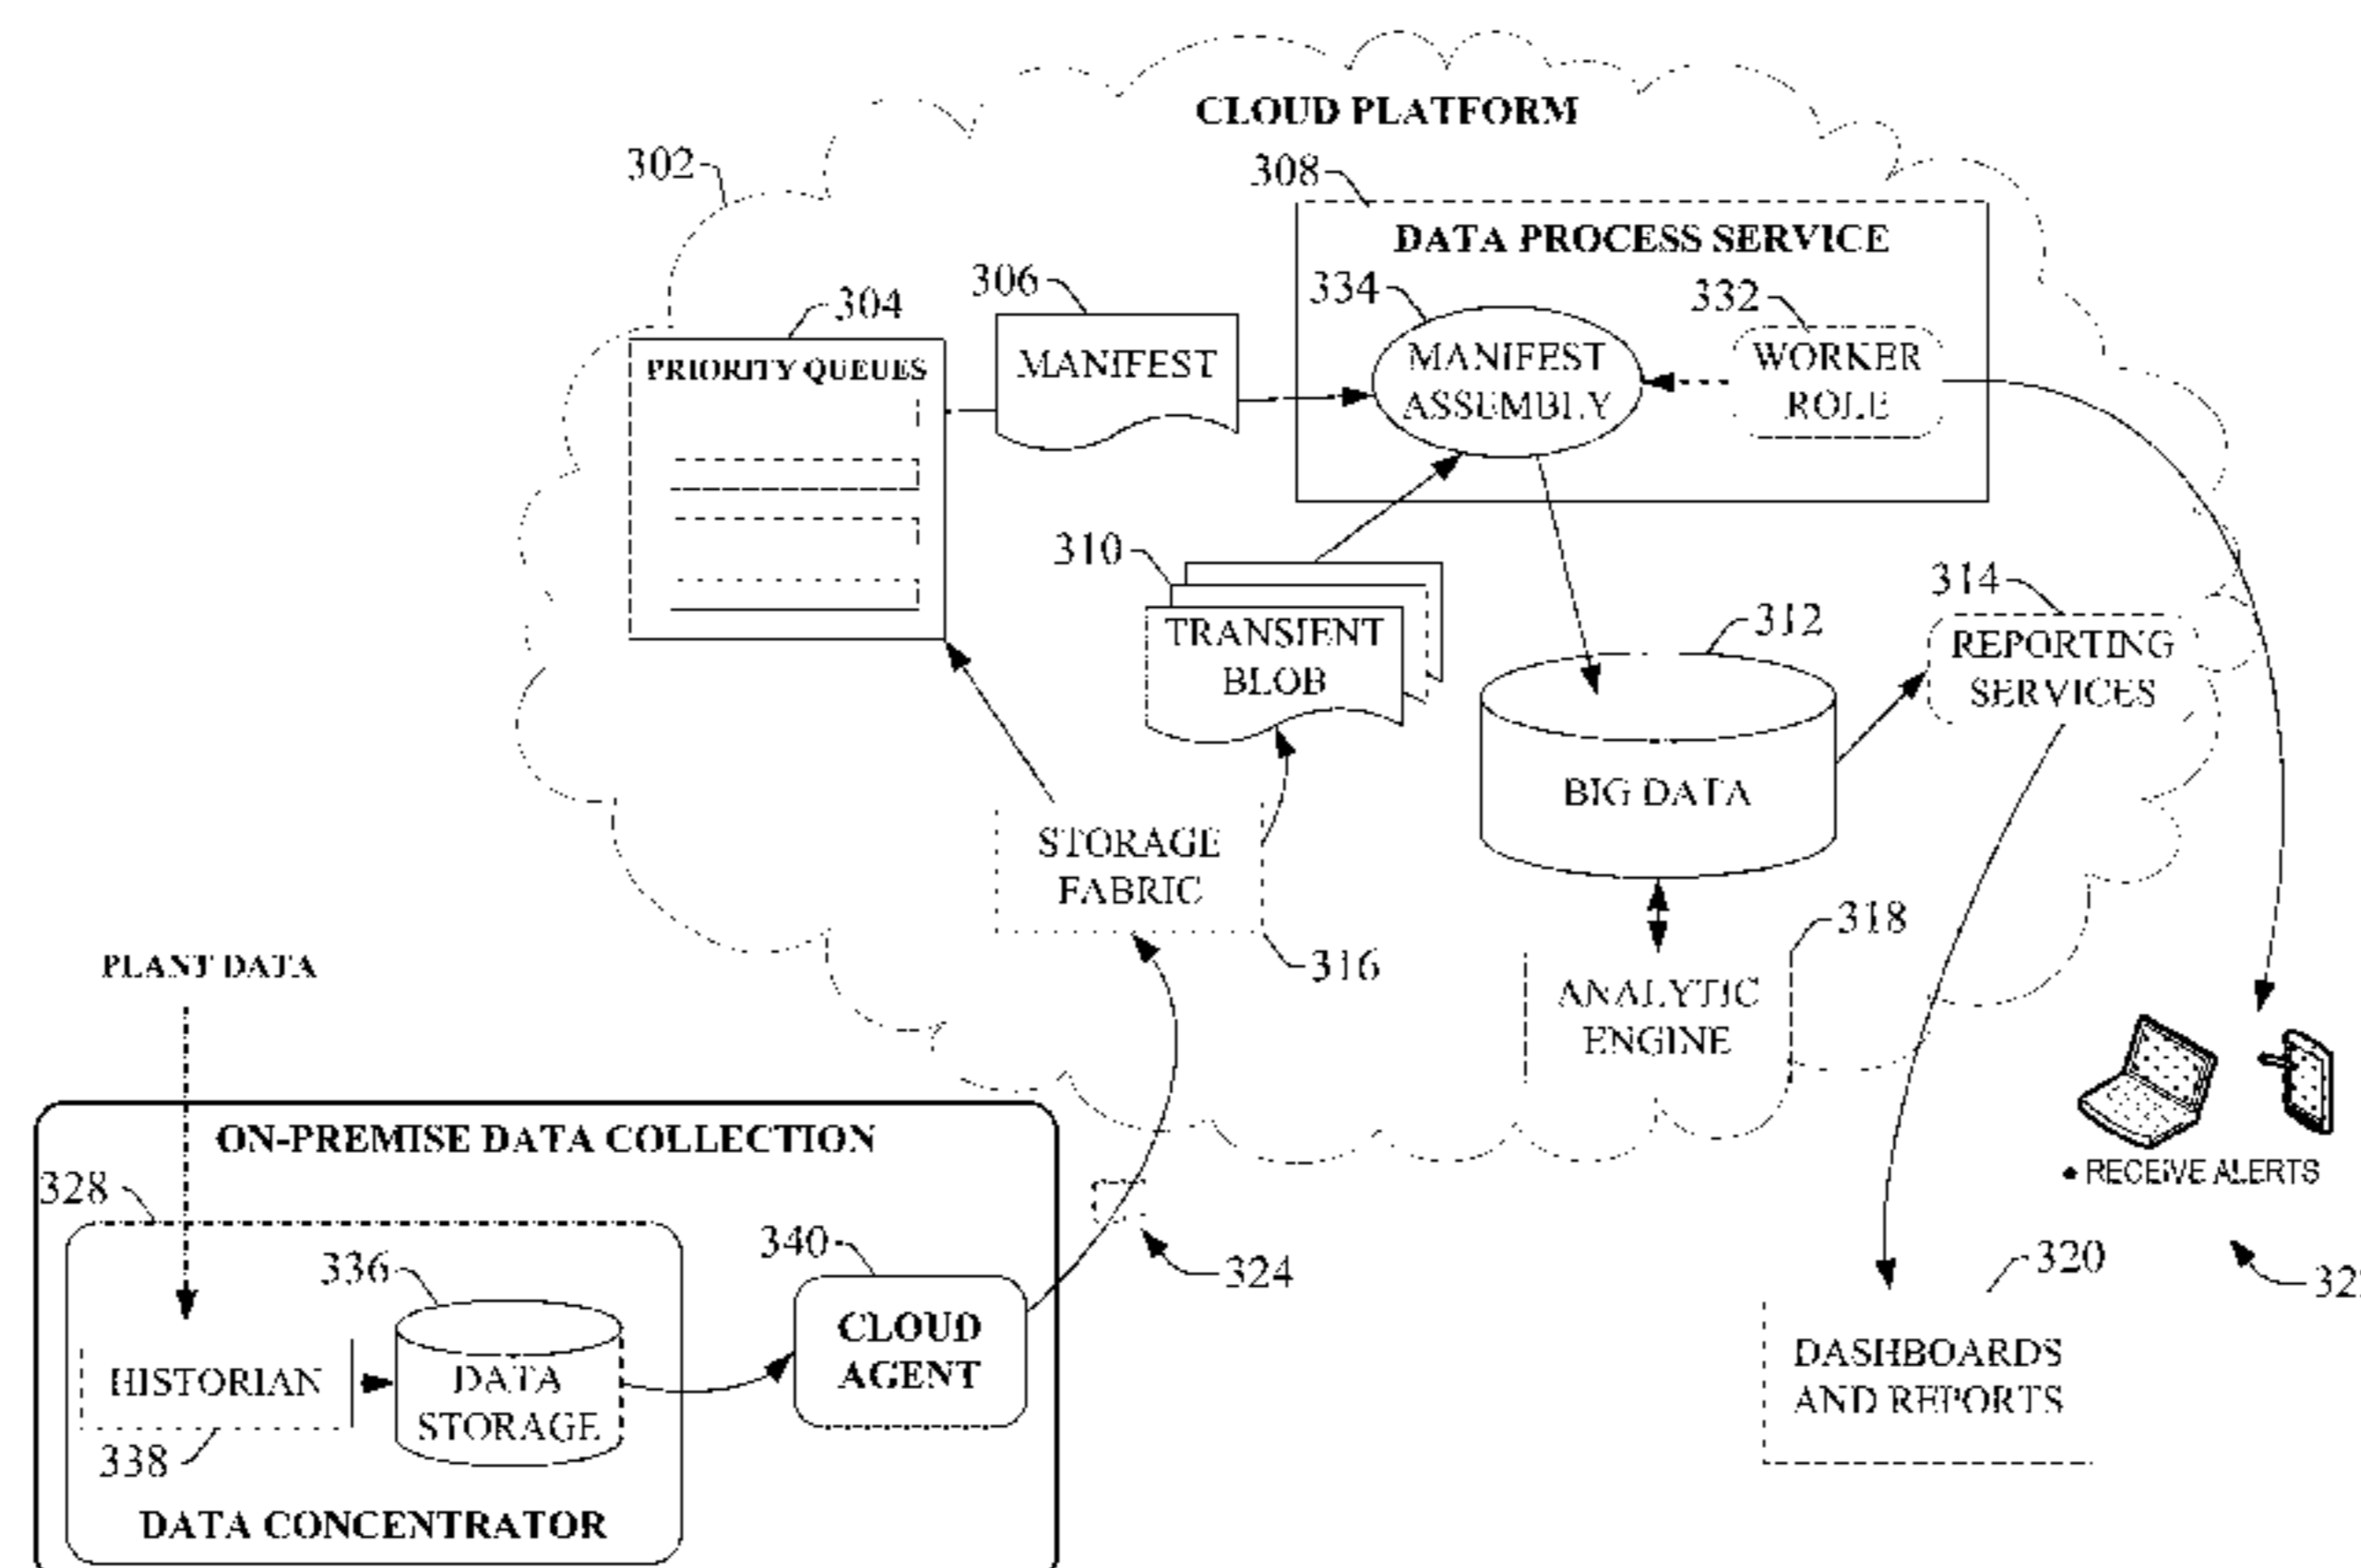 CLOUD PLATFORM
302
308
DATA PROCESS SERVICE
304
306
334
332
PRIORITY QUEUES
MANIFEST
MANIFEST
ASSEMBLY
WORKER
ROLE
310
TRANSIENT
BLOB
312
314
REPORTING
SERVICES
BIG DATA
STORAGE
FABRIC
316
318
ANALYTIC
ENGINE
PLANT DATA
ON-PREMISE DATA COLLECTION
328
336
340
324
HISTORIAN
338
DATA
STORAGE
CLOUD
AGENT
DATA CONCENTRATOR
• RECEIVE ALERTS
320
DASHBOARDS
AND REPORTS